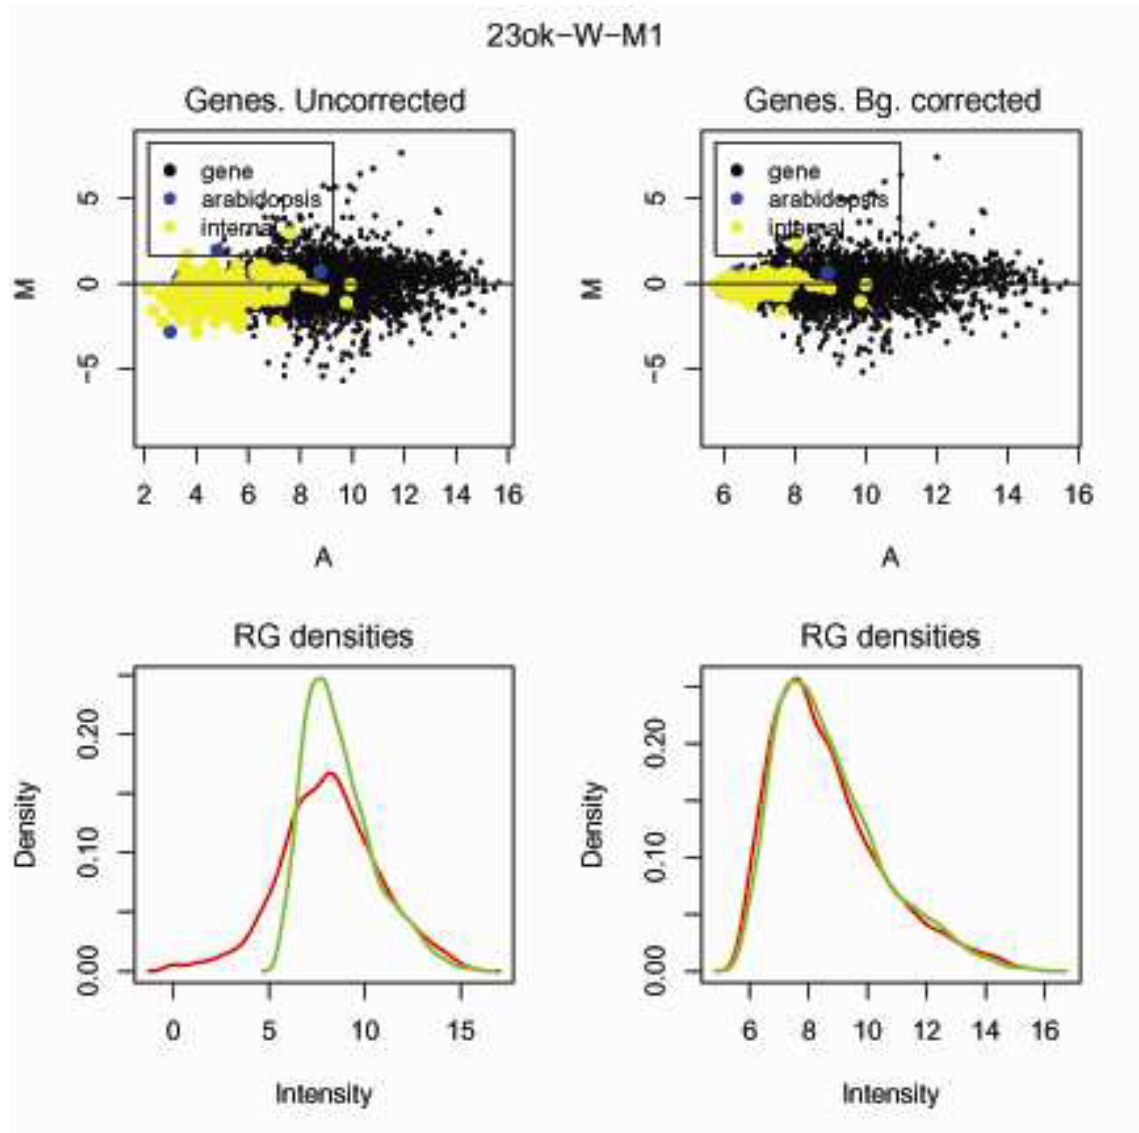 23ok-W-M1
Genes. Uncorrected
Genes. Bg. corrected
gene
arabidopsis
internal
M
5
0
-5
2 4 6 8 10 12 14 16
A
gene
arabidopsis
internal
M
5
0
-5
6 8 10 12 14 16
A
RG densities
RG densities
Density
0.20
0.10
0.00
0 5 10 15
Intensity
Density
0.20
0.10
0.00
6 8 10 12 14 16
Intensity